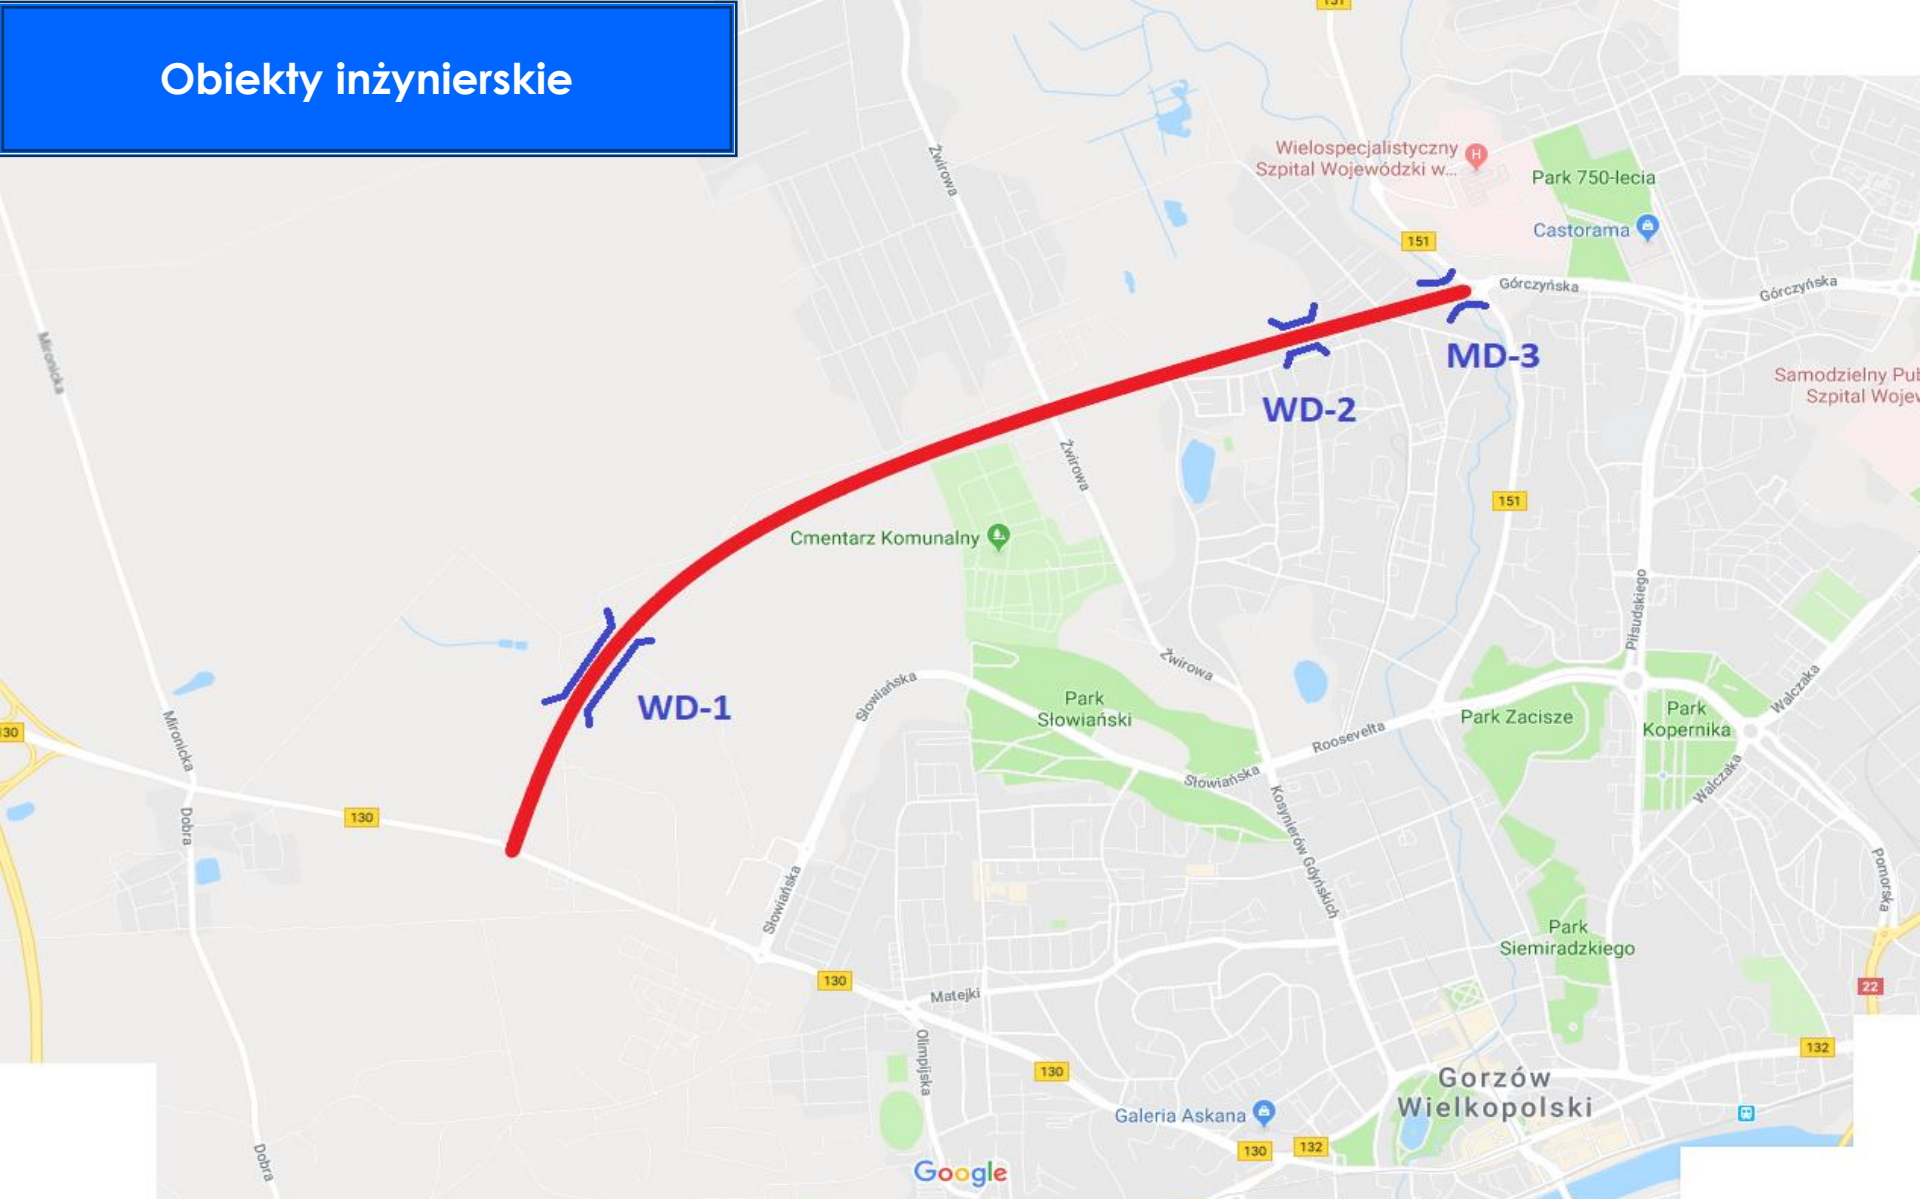 Obiekty inżynierskie
151
Żwirowa
Wielospecjalistyczny
Szpital Wojewódzki w...
H
Park 750-lecia
Castorama
151
Górczyńska
Górczyńska
Mironicka
MD-3
WD-2
Samodzielny Pub
Szpital Wojew
Żwirowa
151
Cmentarz Komunalny
Piłsudskiego
Żwirowa
Słowiańska
WD-1
Park
Słowiański
Park Zacisze
Park
Kopernika
Walczaka
Mironicka
130
Roosevelta
Słowiańska
Walczaka
130
Dobra
Kosynierów Gdyńskich
Pomorska
Słowiańska
Park
Siemiradzkiego
130
Matejki
22
Olimpijska
130
132
Gorzów
Wielkopolski
Galeria Askana
130
132
Dobra
Google